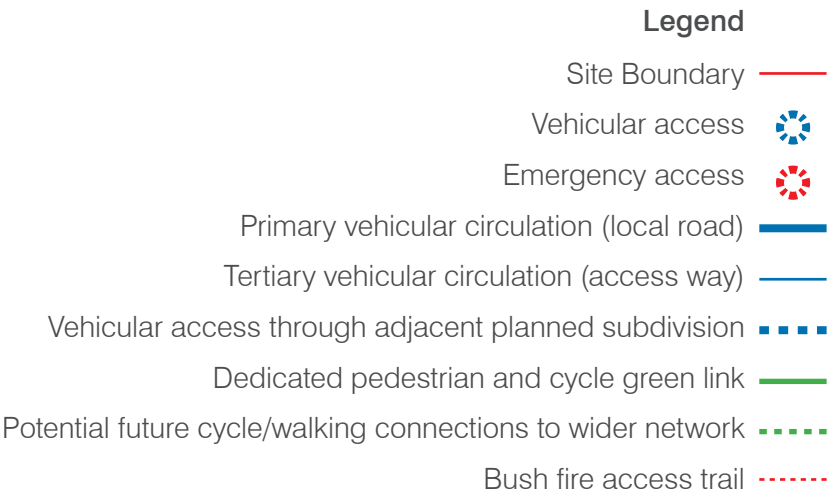 Legend
Site Boundary
Vehicular access
Emergency access
Primary vehicular circulation (local road)
Tertiary vehicular circulation (access way)
Vehicular access through adjacent planned subdivision
Dedicated pedestrian and cycle green link
Potential future cycle/walking connections to wider network
Bush fire access trail